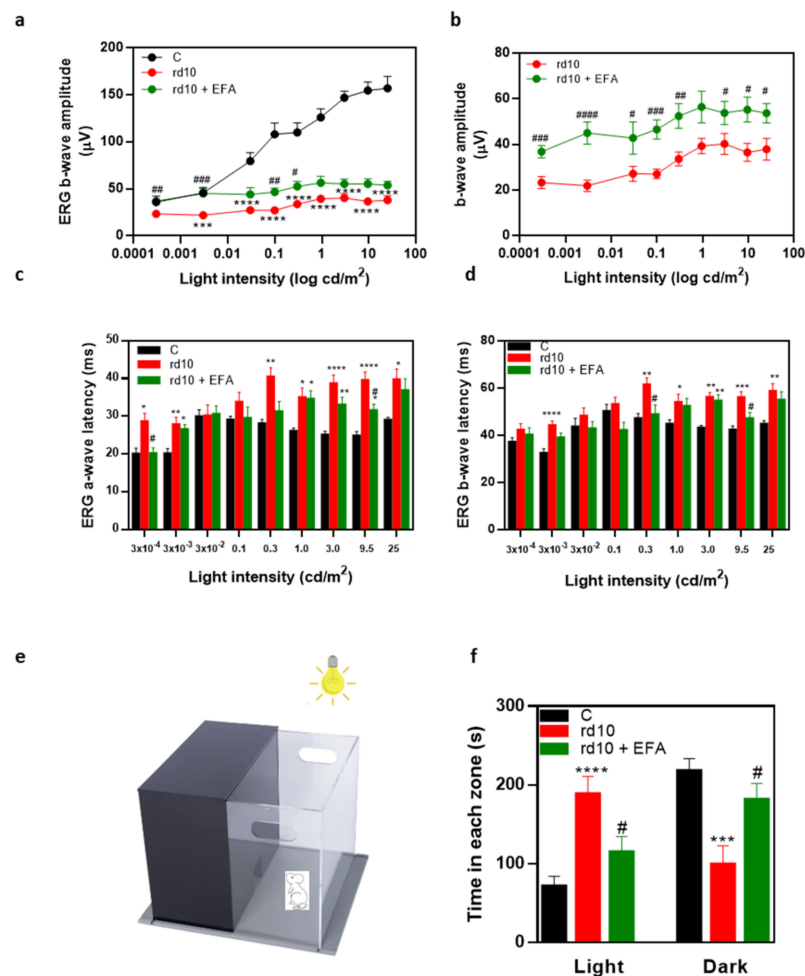 a
C
rd10
rd10 + EFA
200
150
100
50
0
ERG b-wave amplitude
(µV)
##
###
##
#
***
****
****
****
****
****
****
****
0.0001
0.001
0.01
0.1
1
10
100
Light intensity (log cd/m²)
b
rd10
rd10 + EFA
80
60
40
20
0
b-wave amplitude
(µV)
###
####
#
###
##
#
#
#
0.0001
0.001
0.01
0.1
1
10
100
Light intensity (log cd/m²)
c
C
rd10
rd10 + EFA
50
40
30
20
10
0
ERG a-wave latency (ms)
*
#
**
*
**
*
*
****
**
****
#
*
*
3x10⁻⁴
3x10⁻³
3x10⁻²
0.1
0.3
1.0
3.0
9.5
25
Light intensity (cd/m²)
d
C
rd10
rd10 + EFA
80
60
40
20
0
ERG b-wave latency (ms)
****
**
#
*
**
**
***
#
**
3x10⁻⁴
3x10⁻³
3x10⁻²
0.1
0.3
1.0
3.0
9.5
25
Light intensity (cd/m²)
e
f
C
rd10
rd10 + EFA
300
200
100
0
Time in each zone (s)
****
#
***
#
Light
Dark